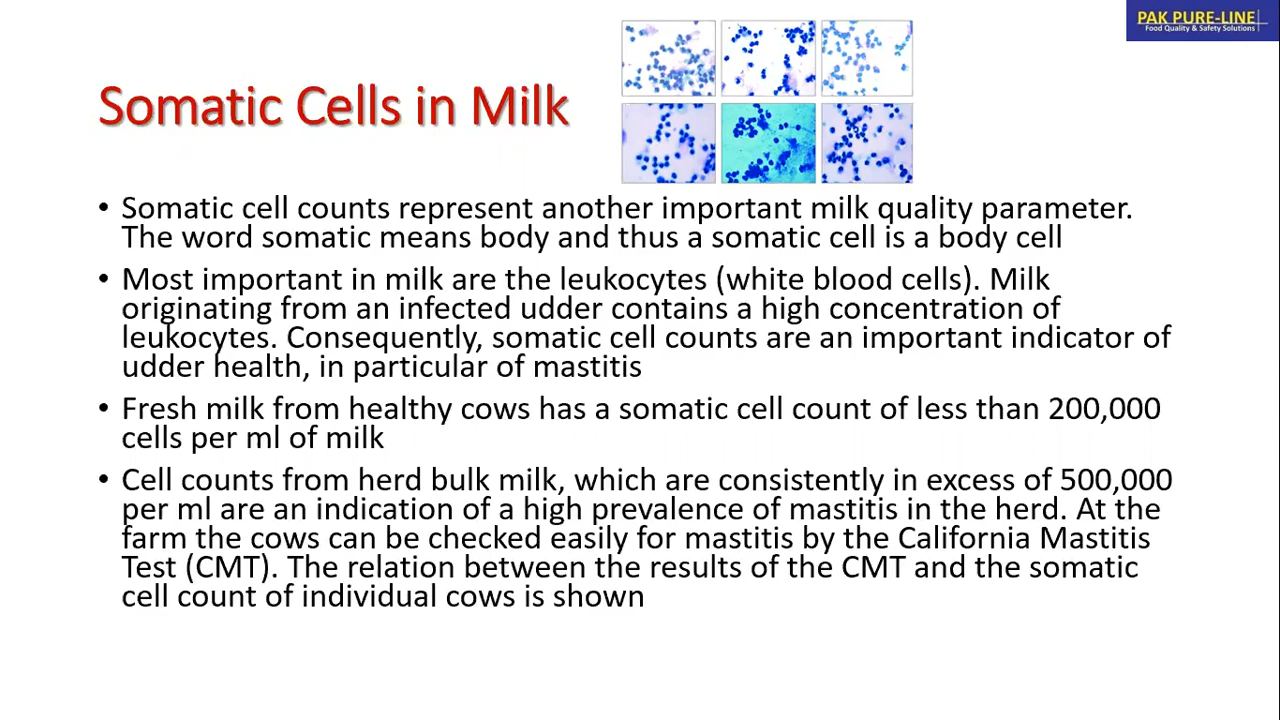 PAK PURE-LINE
Food Quality & Safety Solutions
Somatic Cells in Milk
• Somatic cell counts represent another important milk quality parameter.
The word somatic means body and thus a somatic cell is a body cell
• Most important in milk are the leukocytes (white blood cells). Milk
originating from an infected udder contains a high concentration of
leukocytes. Consequently, somatic cell counts are an important indicator of
udder health, in particular of mastitis
• Fresh milk from healthy cows has a somatic cell count of less than 200,000
cells per ml of milk
• Cell counts from herd bulk milk, which are consistently in excess of 500,000
per ml are an indication of a high prevalence of mastitis in the herd. At the
farm the cows can be checked easily for mastitis by the California Mastitis
Test (CMT). The relation between the results of the CMT and the somatic
cell count of individual cows is shown